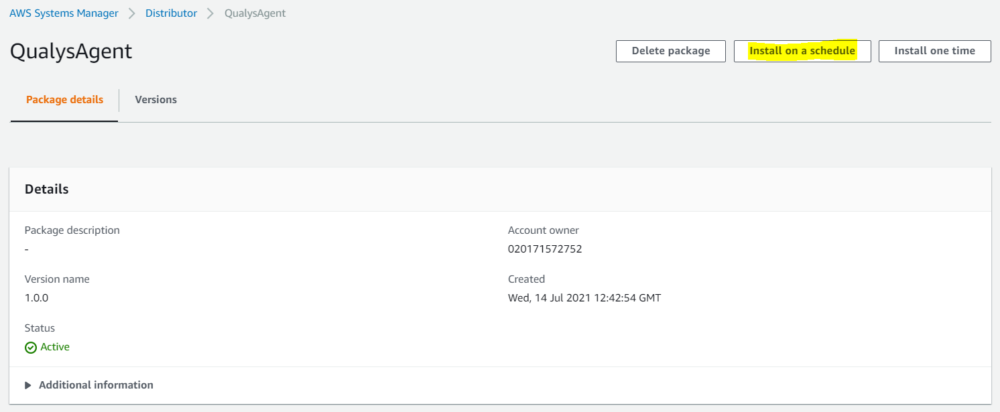 AWS Systems Manager > Distributor > QualysAgent
QualysAgent
Delete package
Install on a schedule
Install one time
Package details
Versions
Details
Package description
-
Account owner
020171572752
Version name
1.0.0
Created
Wed, 14 Jul 2021 12:42:54 GMT
Status
Active
Additional information